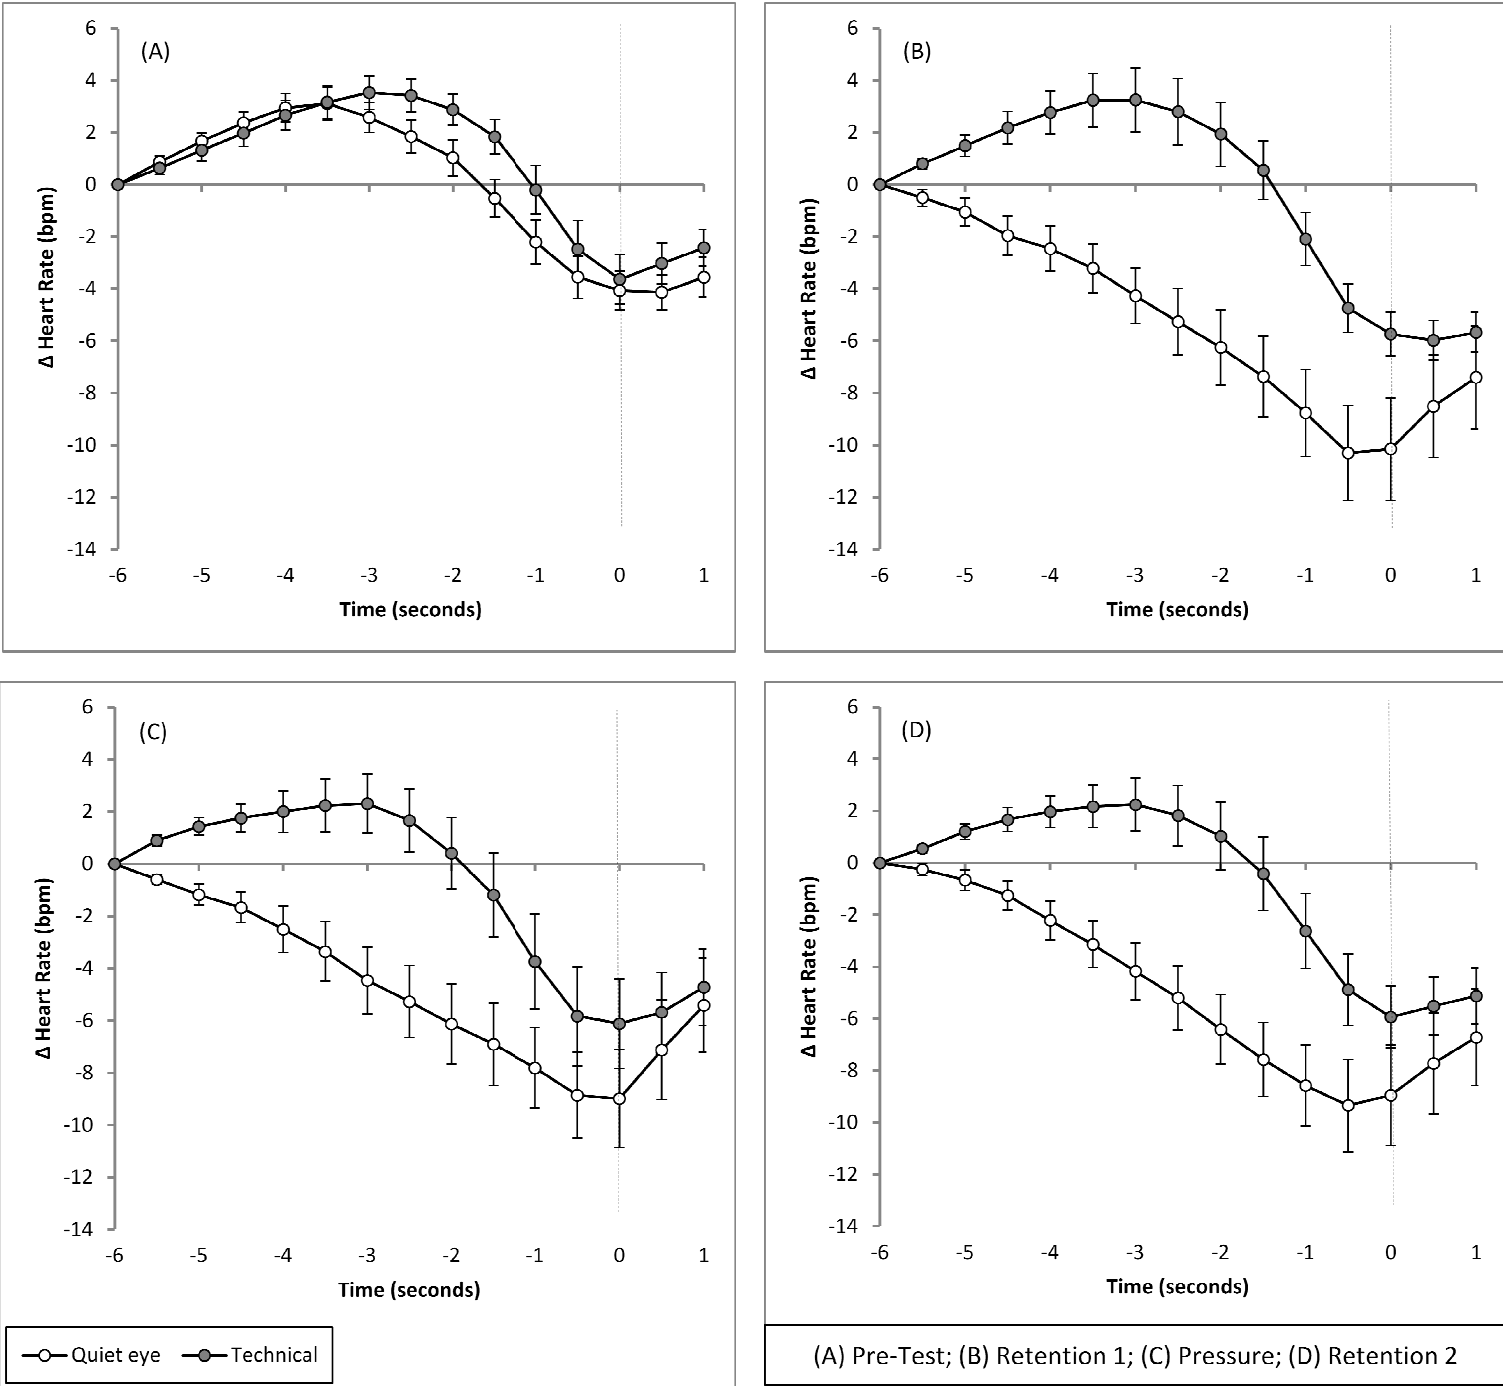 (A)
6
4
2
0
-2
-4
-6
-8
-10
-12
-14
Δ Heart Rate (bpm)
-6 -5 -4 -3 -2 -1 0 1
Time (seconds)
(B)
6
4
2
0
-2
-4
-6
-8
-10
-12
-14
Δ Heart Rate (bpm)
-6 -5 -4 -3 -2 -1 0 1
Time (seconds)
(C)
6
4
2
0
-2
-4
-6
-8
-10
-12
-14
Δ Heart Rate (bpm)
-6 -5 -4 -3 -2 -1 0 1
Time (seconds)
(D)
6
4
2
0
-2
-4
-6
-8
-10
-12
-14
Δ Heart Rate (bpm)
-6 -5 -4 -3 -2 -1 0 1
Time (seconds)
Quiet eye Technical
(A) Pre-Test; (B) Retention 1; (C) Pressure; (D) Retention 2